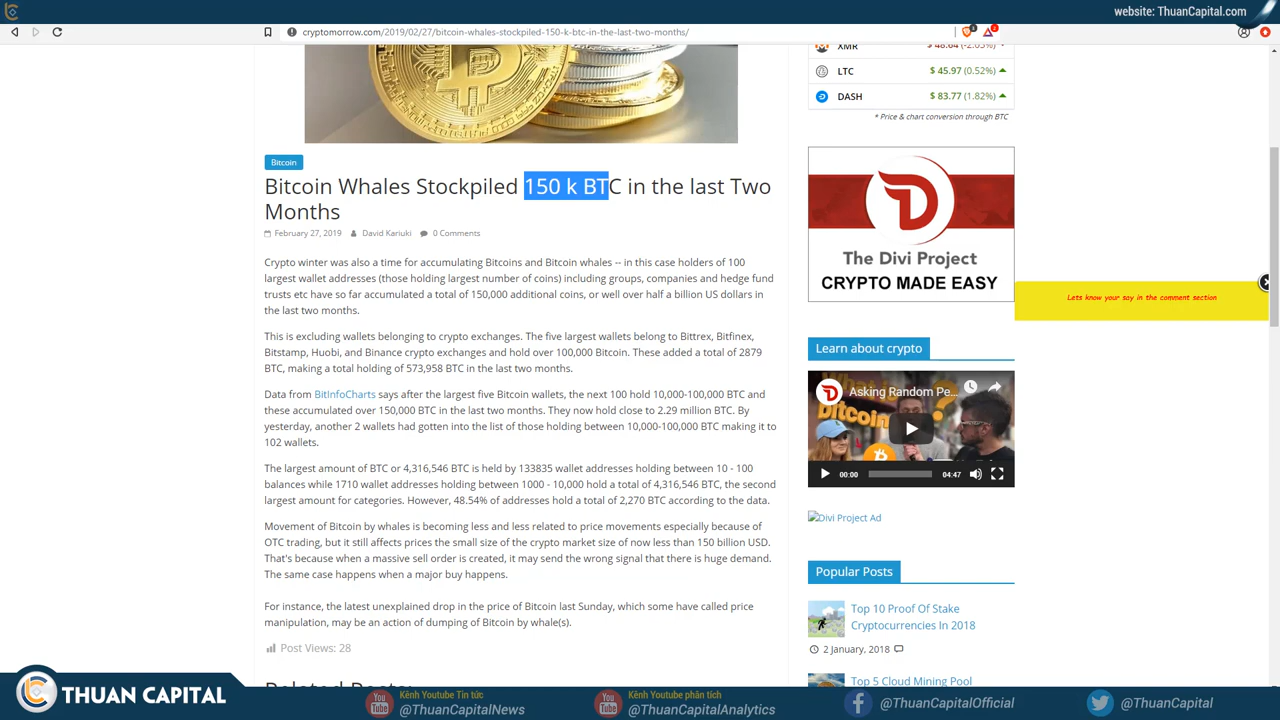 website: ThuanCapital.com
cryptomorrow.com/2019/02/27/bitcoin-whales-stockpiled-150-k-btc-in-the-last-two-months/
XMR $ 48.64 (-2.05%)
LTC $ 45.97 (0.52%)
DASH $ 83.77 (1.82%)
* Price & chart conversion through BTC
Bitcoin
Bitcoin Whales Stockpiled 150 k BTC in the last Two
Months
February 27, 2019 David Kariuki 0 Comments
Crypto winter was also a time for accumulating Bitcoins and Bitcoin whales -- in this case holders of 100
largest wallet addresses (those holding largest number of coins) including groups, companies and hedge fund
trusts etc have so far accumulated a total of 150,000 additional coins, or well over half a billion US dollars in
the last two months.
This is excluding wallets belonging to crypto exchanges. The five largest wallets belong to Bittrex, Bitfinex,
Bitstamp, Huobi, and Binance crypto exchanges and hold over 100,000 Bitcoin. These added a total of 2879
BTC, making a total holding of 573,958 BTC in the last two months.
Data from BitInfoCharts says after the largest five Bitcoin wallets, the next 100 hold 10,000-100,000 BTC and
these accumulated over 150,000 BTC in the last two months. They now hold close to 2.29 million BTC. By
yesterday, another 2 wallets had gotten into the list of those holding between 10,000-100,000 BTC making it to
102 wallets.
The largest amount of BTC or 4,316,546 BTC is held by 133835 wallet addresses holding between 10 - 100
balances while 1710 wallet addresses holding between 1000 - 10,000 hold a total of 4,316,546 BTC, the second
largest amount for categories. However, 48.54% of addresses hold a total of 2,270 BTC according to the data.
Movement of Bitcoin by whales is becoming less and less related to price movements especially because of
OTC trading, but it still affects prices the small size of the crypto market size of now less than 150 billion USD.
That's because when a massive sell order is created, it may send the wrong signal that there is huge demand.
The same case happens when a major buy happens.
For instance, the latest unexplained drop in the price of Bitcoin last Sunday, which some have called price
manipulation, may be an action of dumping of Bitcoin by whale(s).
Post Views: 28
Related Posts:
The Divi Project
CRYPTO MADE EASY
Lets know your say in the comment section
Learn about crypto
Asking Random Pe...
bitcoin
00:00 04:47
Divi Project Ad
Popular Posts
Top 10 Proof Of Stake
Cryptocurrencies In 2018
2 January, 2018
Top 5 Cloud Mining Pool
THUAN CAPITAL
Kênh Youtube Tin tức
@ThuanCapitalNews
Kênh Youtube phân tích
@ThuanCapitalAnalytics
@ThuanCapitalOfficial
@ThuanCapital